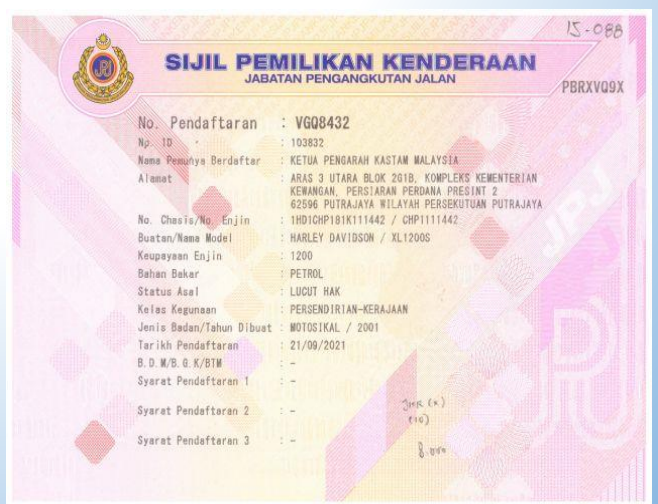 15-088
SIJIL PEMILIKAN KENDERAAN
JABATAN PENGANGKUTAN JALAN
PBRXVQ9X
No. Pendaftaran : VGQ8432
No. ID : 103832
Nama Pemunya Berdaftar : KETUA PENGARAH KASTAM MALAYSIA
Alamat : ARAS 3 UTARA BLOK 2G1B, KOMPLEKS KEMENTERIAN
KEWANGAN, PERSIARAN PERDANA PRESINT 2
62596 PUTRAJAYA WILAYAH PERSEKUTUAN PUTRAJAYA
No. Chasis/No. Enjin : 1HD1CHP181K111442 / CHP1111442
Buatan/Nama Model : HARLEY DAVIDSON / XL1200S
Keupayaan Enjin : 1200
Bahan Bakar : PETROL
Status Asal : LUCUT HAK
Kelas Kegunaan : PERSENDIRIAN-KERAJAAN
Jenis Badan/Tahun Dibuat : MOTOSIKAL / 2001
Tarikh Pendaftaran : 21/09/2021
B.D.M/B.G.K/BTM : -
Syarat Pendaftaran 1 : -
Syarat Pendaftaran 2 : -
(X)
(10)
Syarat Pendaftaran 3 : -
8.000
JPJ